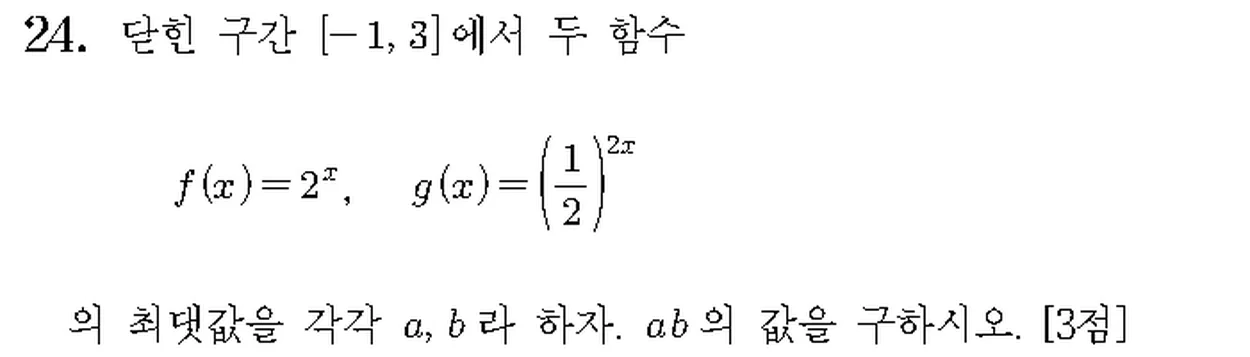 24. 닫힌 구간 [-1, 3]에서 두 함수
f(x)=2^x, g(x)=(1/2)^{2x}
의 최댓값을 각각 a, b라 하자. ab의 값을 구하시오. [3점]